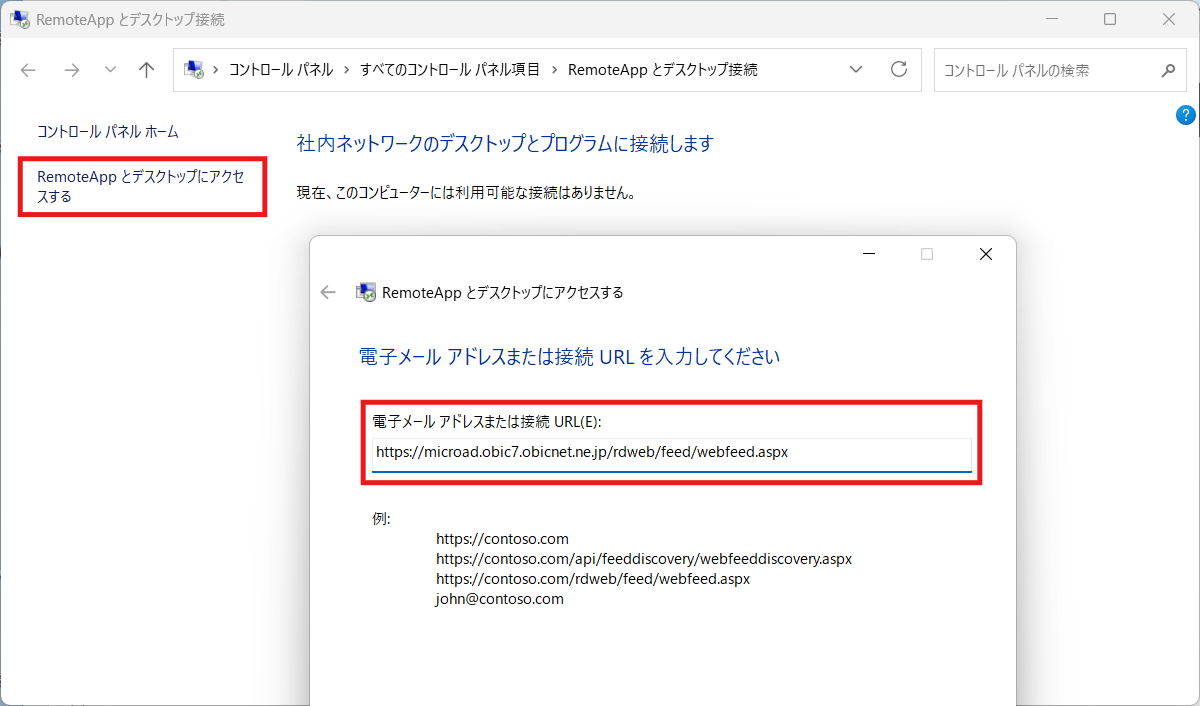 RemoteApp とデスクトップ接続
コントロール パネル › すべてのコントロール パネル項目 › RemoteApp とデスクトップ接続
コントロール パネルの検索
?
コントロール パネル ホーム
RemoteApp とデスクトップにアクセ
スする
社内ネットワークのデスクトップとプログラムに接続します
現在、このコンピューターには利用可能な接続はありません。
RemoteApp とデスクトップにアクセスする
電子メール アドレスまたは接続 URL を入力してください
電子メール アドレスまたは接続 URL(E):
https://microad.obic7.obicnet.ne.jp/rdweb/feed/webfeed.aspx
例:
https://contoso.com
https://contoso.com/api/feeddiscovery/webfeeddiscovery.aspx
https://contoso.com/rdweb/feed/webfeed.aspx
john@contoso.com